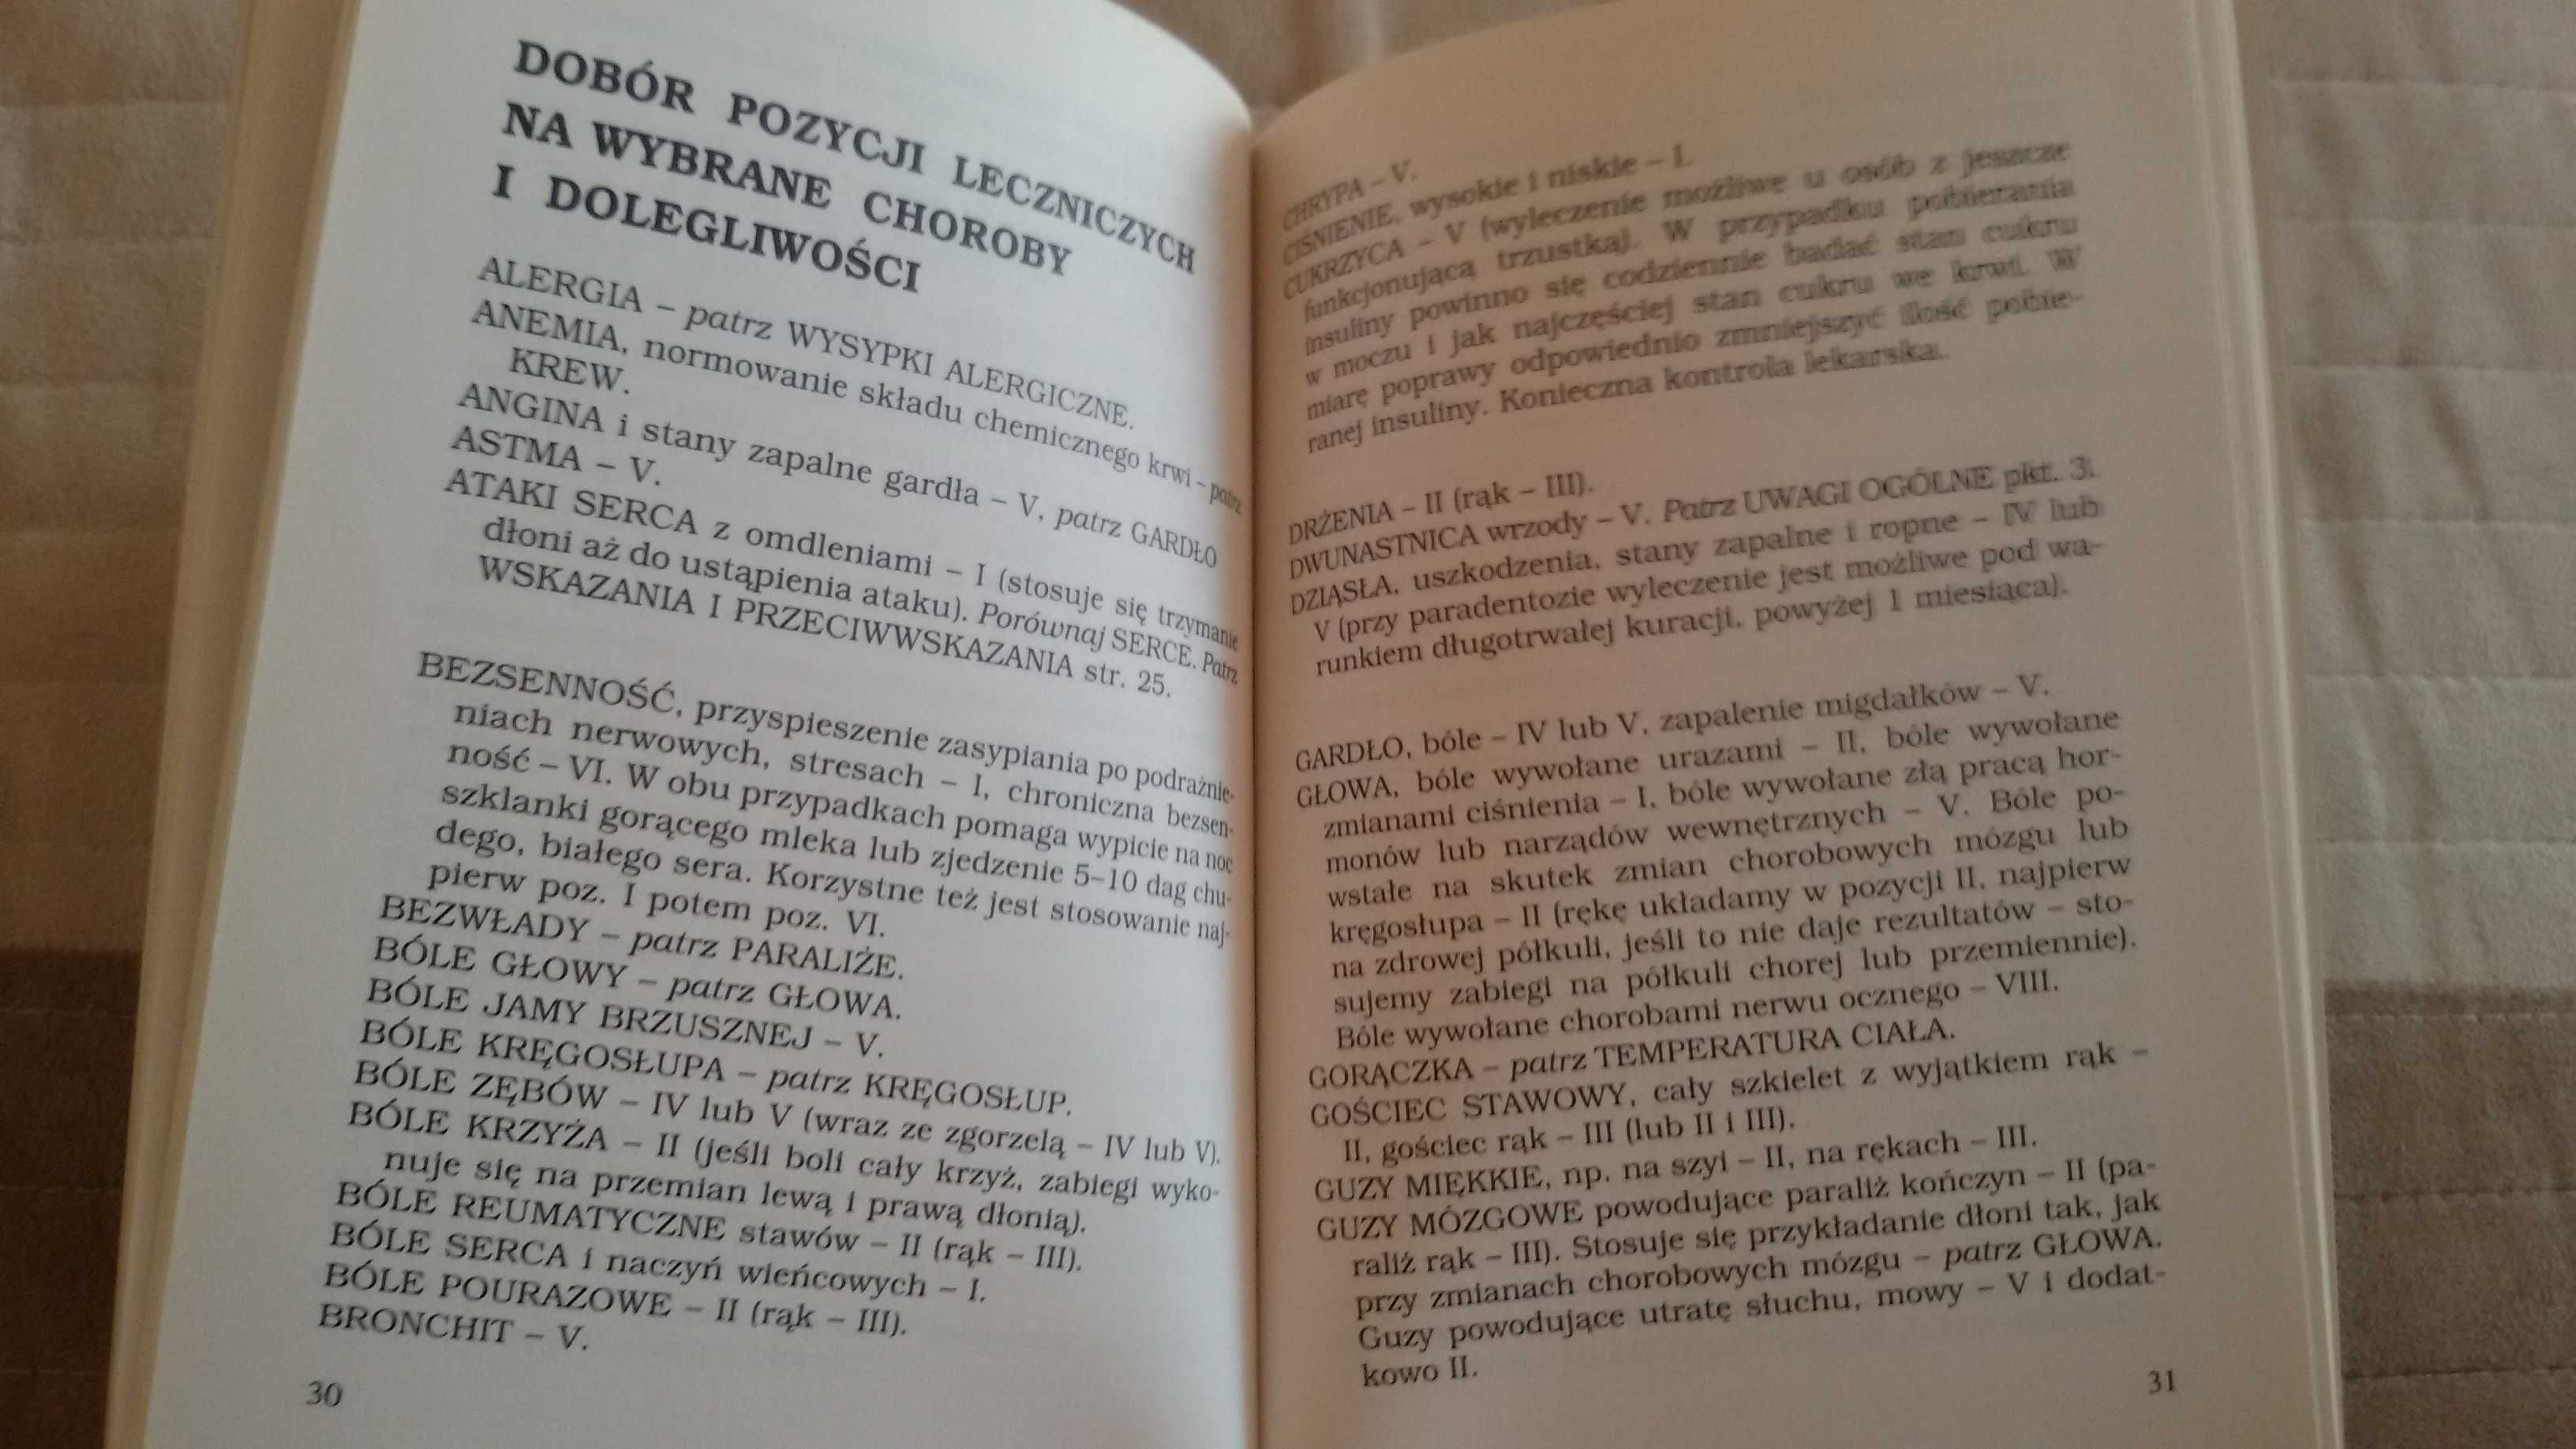 DOBÓR POZYCJI LECZNICZYCH
NA WYBRANE CHOROBY
I DOLEGLIWOŚCI
ALERGIA – patrz WYSYPKI ALERGICZNE.
ANEMIA, normowanie składu chemicznego krwi – patrz
KREW.
ANGINA i stany zapalne gardła – V, patrz GARDŁO
ASTMA – V.
ATAKI SERCA z omdleniami – I (stosuje się trzymanie
dłoni aż do ustąpienia ataku). Porównaj SERCE. Patrz
WSKAZANIA I PRZECIWWSKAZANIA str. 25.
BEZSENNOŚĆ, przyspieszenie zasypiania po podrażnie-
niach nerwowych, stresach – I, chroniczna bezsen-
ność – VI. W obu przypadkach pomaga wypicie na noc
szklanki gorącego mleka lub zjedzenie 5–10 dag chu-
dego, białego sera. Korzystne też jest stosowanie naj-
pierw poz. I potem poz. VI.
BEZWŁADY – patrz PARALIŻE.
BÓLE GŁOWY – patrz GŁOWA.
BÓLE JAMY BRZUSZNEJ – V.
BÓLE KRĘGOSŁUPA – patrz KRĘGOSŁUP.
BÓLE ZĘBÓW – IV lub V (wraz ze zgorzelą – IV lub V).
BÓLE KRZYŻA – II (jeśli boli cały krzyż, zabiegi wyko-
nuje się na przemian lewą i prawą dłonią).
BÓLE REUMATYCZNE stawów – II (rąk – III).
BÓLE SERCA i naczyń wieńcowych – I.
BÓLE POURAZOWE – II (rąk – III).
BRONCHIT – V.
30
CHRYPA – V.
CIŚNIENIE, wysokie i niskie – I.
CUKRZYCA – V (wyleczenie możliwe u osób z jeszcze
funkcjonującą trzustką). W przypadku pobierania
insuliny powinno się codziennie badać stan cukru
w moczu i jak najczęściej stan cukru we krwi. W
miarę poprawy odpowiednio zmniejszyć ilość pobie-
ranej insuliny. Konieczna kontrola lekarska.
DRŻENIA – II (rąk – III).
DWUNASTNICA wrzody – V. Patrz UWAGI OGÓLNE pkt. 3.
DZIĄSŁA, uszkodzenia, stany zapalne i ropne – IV lub
V (przy paradentozie wyleczenie jest możliwe pod wa-
runkiem długotrwałej kuracji, powyżej 1 miesiąca).
GARDŁO, bóle – IV lub V, zapalenie migdałków – V.
GŁOWA, bóle wywołane urazami – II, bóle wywołane
zmianami ciśnienia – I, bóle wywołane złą pracą hor-
monów lub narządów wewnętrznych – V. Bóle po-
wstałe na skutek zmian chorobowych mózgu lub
kręgosłupa – II (rękę układamy w pozycji II, najpierw
na zdrowej półkuli, jeśli to nie daje rezultatów – sto-
sujemy zabiegi na półkuli chorej lub przemiennie).
Bóle wywołane chorobami nerwu ocznego – VIII.
GORĄCZKA – patrz TEMPERATURA CIAŁA.
GOŚCIEC STAWOWY, cały szkielet z wyjątkiem rąk –
II, gościec rąk – III (lub II i III).
GUZY MIĘKKIE, np. na szyi – II, na rękach – III.
GUZY MÓZGOWE powodujące paraliż kończyn – II (pa-
raliż rąk – III). Stosuje się przykładanie dłoni tak, jak
przy zmianach chorobowych mózgu – patrz GŁOWA.
Guzy powodujące utratę słuchu, mowy – V i dodat-
kowo II.
31